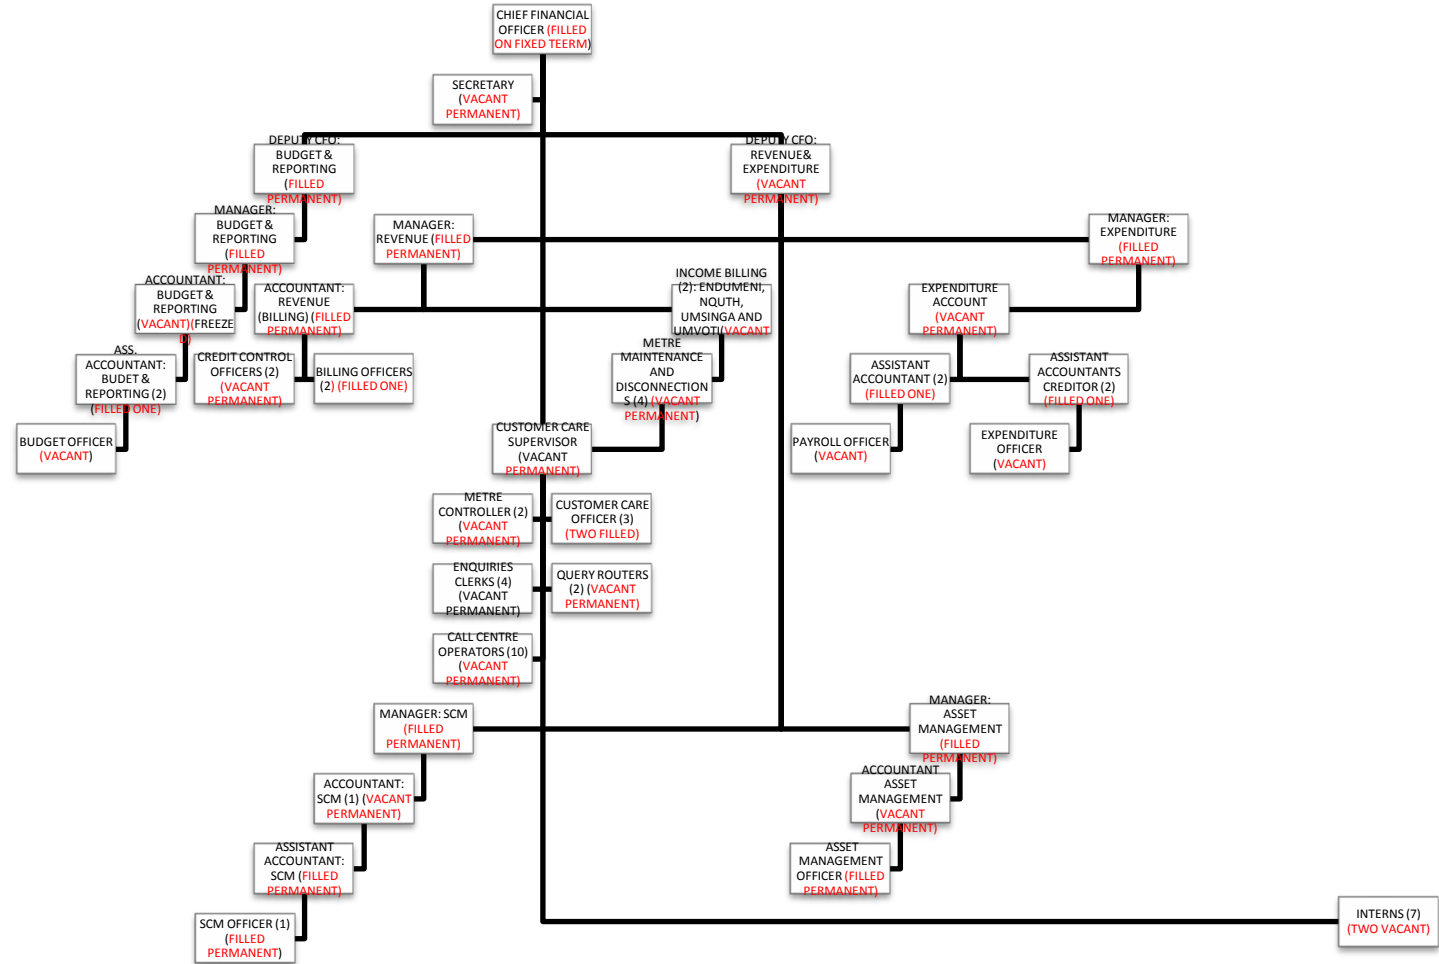 CHIEF FINANCIAL
OFFICER (FILLED
ON FIXED TEERM)
SECRETARY
(VACANT
PERMANENT)
DEPUTY CFO:
BUDGET &
REPORTING
(FILLED
PERMANENT)
DEPUTY CFO:
REVENUE&
EXPENDITURE
(VACANT
PERMANENT)
MANAGER:
BUDGET &
REPORTING
(FILLED
PERMANENT)
MANAGER:
REVENUE (FILLED
PERMANENT)
MANAGER:
EXPENDITURE
(FILLED
PERMANENT)
ACCOUNTANT:
BUDGET &
REPORTING
(VACANT)(FREEZE
D)
ACCOUNTANT:
REVENUE
(BILLING) (FILLED
PERMANENT)
INCOME BILLING
(2): ENDUMENI,
NQUTH,
UMSINGA AND
UMVOTI(VACANT
EXPENDITURE
ACCOUNT
(VACANT
PERMANENT)
ASS.
ACCOUNTANT:
BUDET &
REPORTING (2)
(FILLED ONE)
CREDIT CONTROL
OFFICERS (2)
(VACANT
PERMANENT)
BILLING OFFICERS
(2) (FILLED ONE)
METRE
MAINTENANCE
AND
DISCONNECTION
S (4) (VACANT
PERMANENT)
ASSISTANT
ACCOUNTANT (2)
(FILLED ONE)
ASSISTANT
ACCOUNTANTS
CREDITOR (2)
(FILLED ONE)
BUDGET OFFICER
(VACANT)
CUSTOMER CARE
SUPERVISOR
(VACANT
PERMANENT)
PAYROLL OFFICER
(VACANT)
EXPENDITURE
OFFICER
(VACANT)
METRE
CONTROLLER (2)
(VACANT
PERMANENT)
CUSTOMER CARE
OFFICER (3)
(TWO FILLED)
ENQUIRIES
CLERKS (4)
(VACANT
PERMANENT)
QUERY ROUTERS
(2) (VACANT
PERMANENT)
CALL CENTRE
OPERATORS (10)
(VACANT
PERMANENT)
MANAGER: SCM
(FILLED
PERMANENT)
MANAGER:
ASSET
MANAGEMENT
(FILLED
PERMANENT)
ACCOUNTANT:
SCM (1) (VACANT
PERMANENT)
ACCOUNTANT
ASSET
MANAGEMENT
(VACANT
PERMANENT)
ASSISTANT
ACCOUNTANT:
SCM (FILLED
PERMANENT)
ASSET
MANAGEMENT
OFFICER (FILLED
PERMANENT)
SCM OFFICER (1)
(FILLED
PERMANENT)
INTERNS (7)
(TWO VACANT)